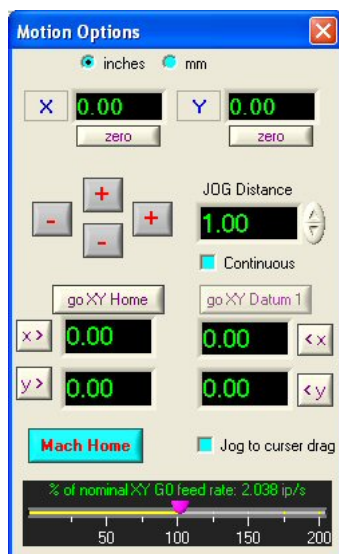 Motion Options
inches mm
X 0.00 Y 0.00
zero zero
+
- +
-
JOG Distance
1.00
Continuous
go XY Home go XY Datum 1
x> 0.00 0.00 <x
y> 0.00 0.00 <y
Mach Home Jog to curser drag
% of nominal XY G0 feed rate: 2.038 ip/s
50 100 150 200